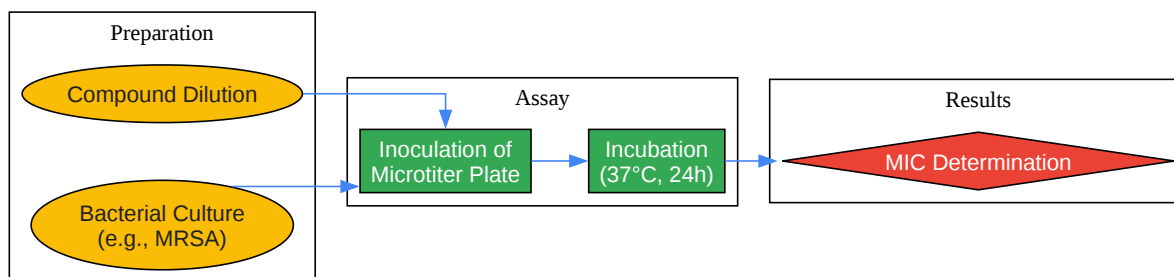 Preparation
Compound Dilution
Bacterial Culture
(e.g., MRSA)
Assay
Inoculation of
Microtiter Plate
Incubation
(37°C, 24h)
Results
MIC Determination